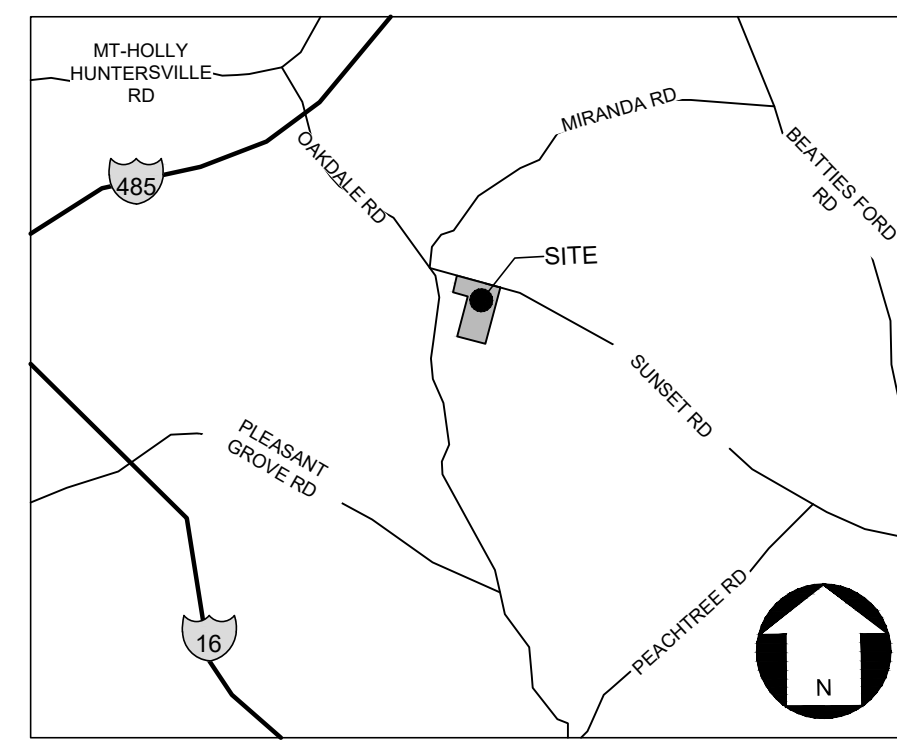 MT-HOLLY
HUNTERSVILLE
RD
485
OAKDALE RD
MIRANDA RD
BEATTIES FORD
RD
SITE
SUNSET RD
PLEASANT
GROVE RD
16
PEACHTREE RD
N